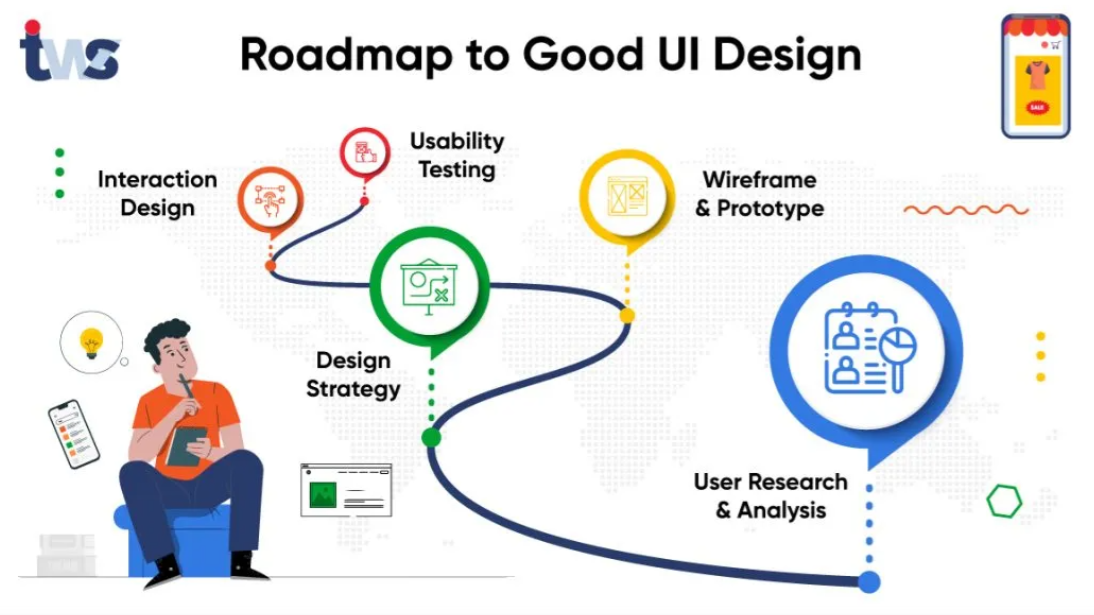 tws
Roadmap to Good UI Design
SALE
Usability
Testing
Interaction
Design
Wireframe
& Prototype
Design
Strategy
User Research
& Analysis